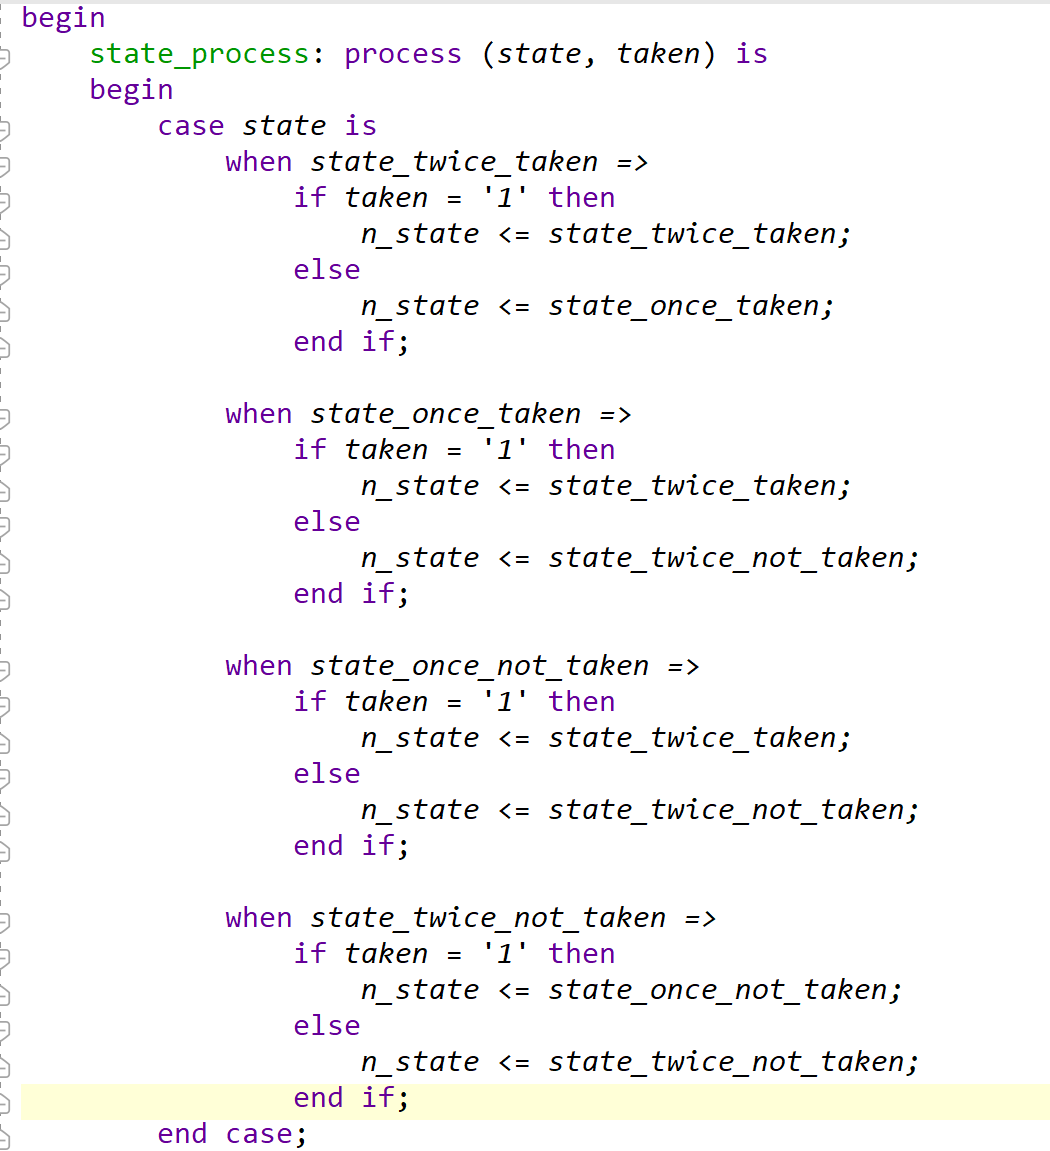 begin
state_process: process (state, taken) is
begin
case state is
when state_twice_taken =>
if taken = '1' then
n_state <= state_twice_taken;
else
n_state <= state_once_taken;
end if;
when state_once_taken =>
if taken = '1' then
n_state <= state_twice_taken;
else
n_state <= state_twice_not_taken;
end if;
when state_once_not_taken =>
if taken = '1' then
n_state <= state_twice_taken;
else
n_state <= state_twice_not_taken;
end if;
when state_twice_not_taken =>
if taken = '1' then
n_state <= state_once_not_taken;
else
n_state <= state_twice_not_taken;
end if;
end case;